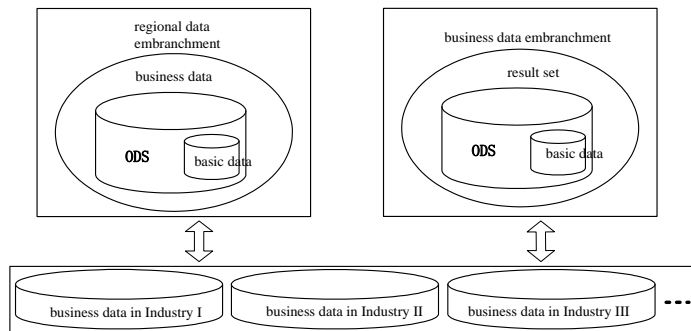 regional data
embranchment
business data
ODS
basic data
business data embranchment
result set
ODS
basic data
business data in Industry I
business data in Industry II
business data in Industry III